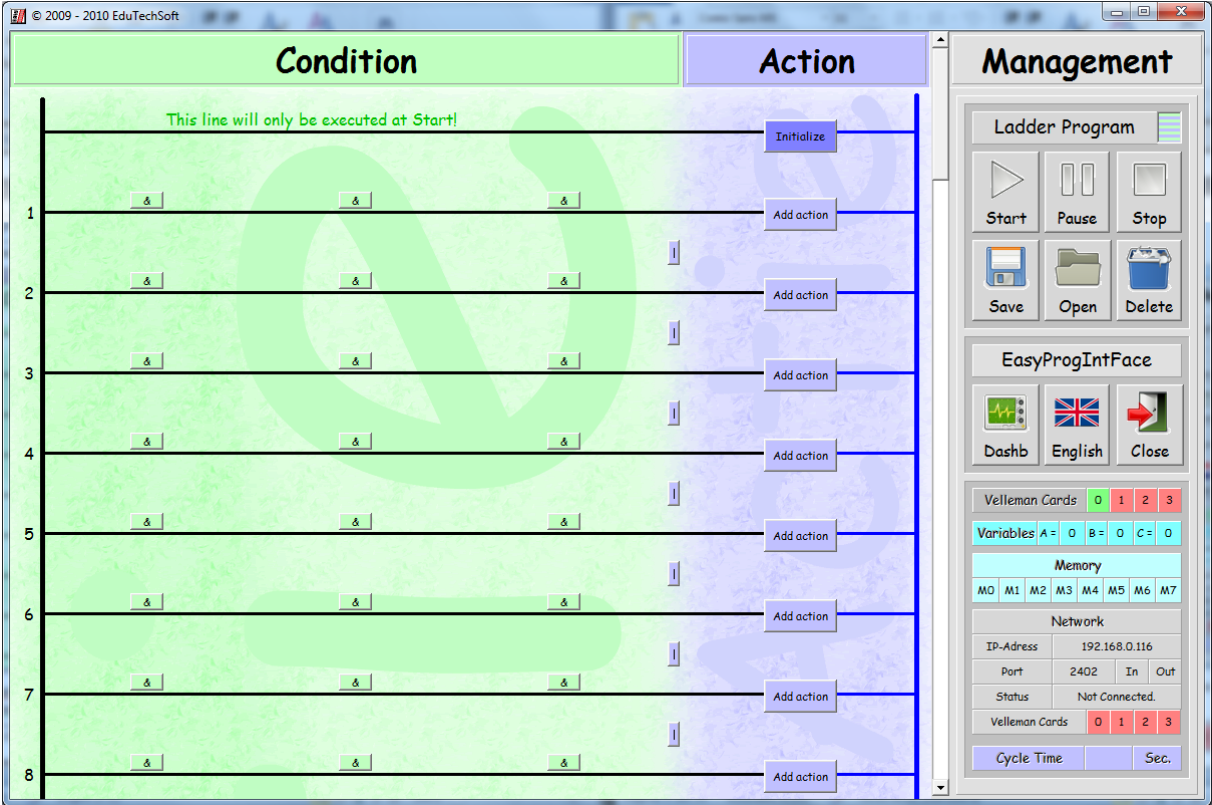 © 2009 - 2010 EduTechSoft
Condition
Action
Management
This line will only be executed at Start!
Initialize
& & &
1 Add action
|
& & &
2 Add action
|
& & &
3 Add action
|
& & &
4 Add action
|
& & &
5 Add action
|
& & &
6 Add action
|
& & &
7 Add action
|
& & &
8 Add action
Ladder Program
Start Pause Stop
Save Open Delete
EasyProgIntFace
Dashb English Close
Velleman Cards 0 1 2 3
Variables A = 0 B = 0 C = 0
Memory
M0 M1 M2 M3 M4 M5 M6 M7
Network
IP-Adress 192.168.0.116
Port 2402 In Out
Status Not Connected.
Velleman Cards 0 1 2 3
Cycle Time Sec.